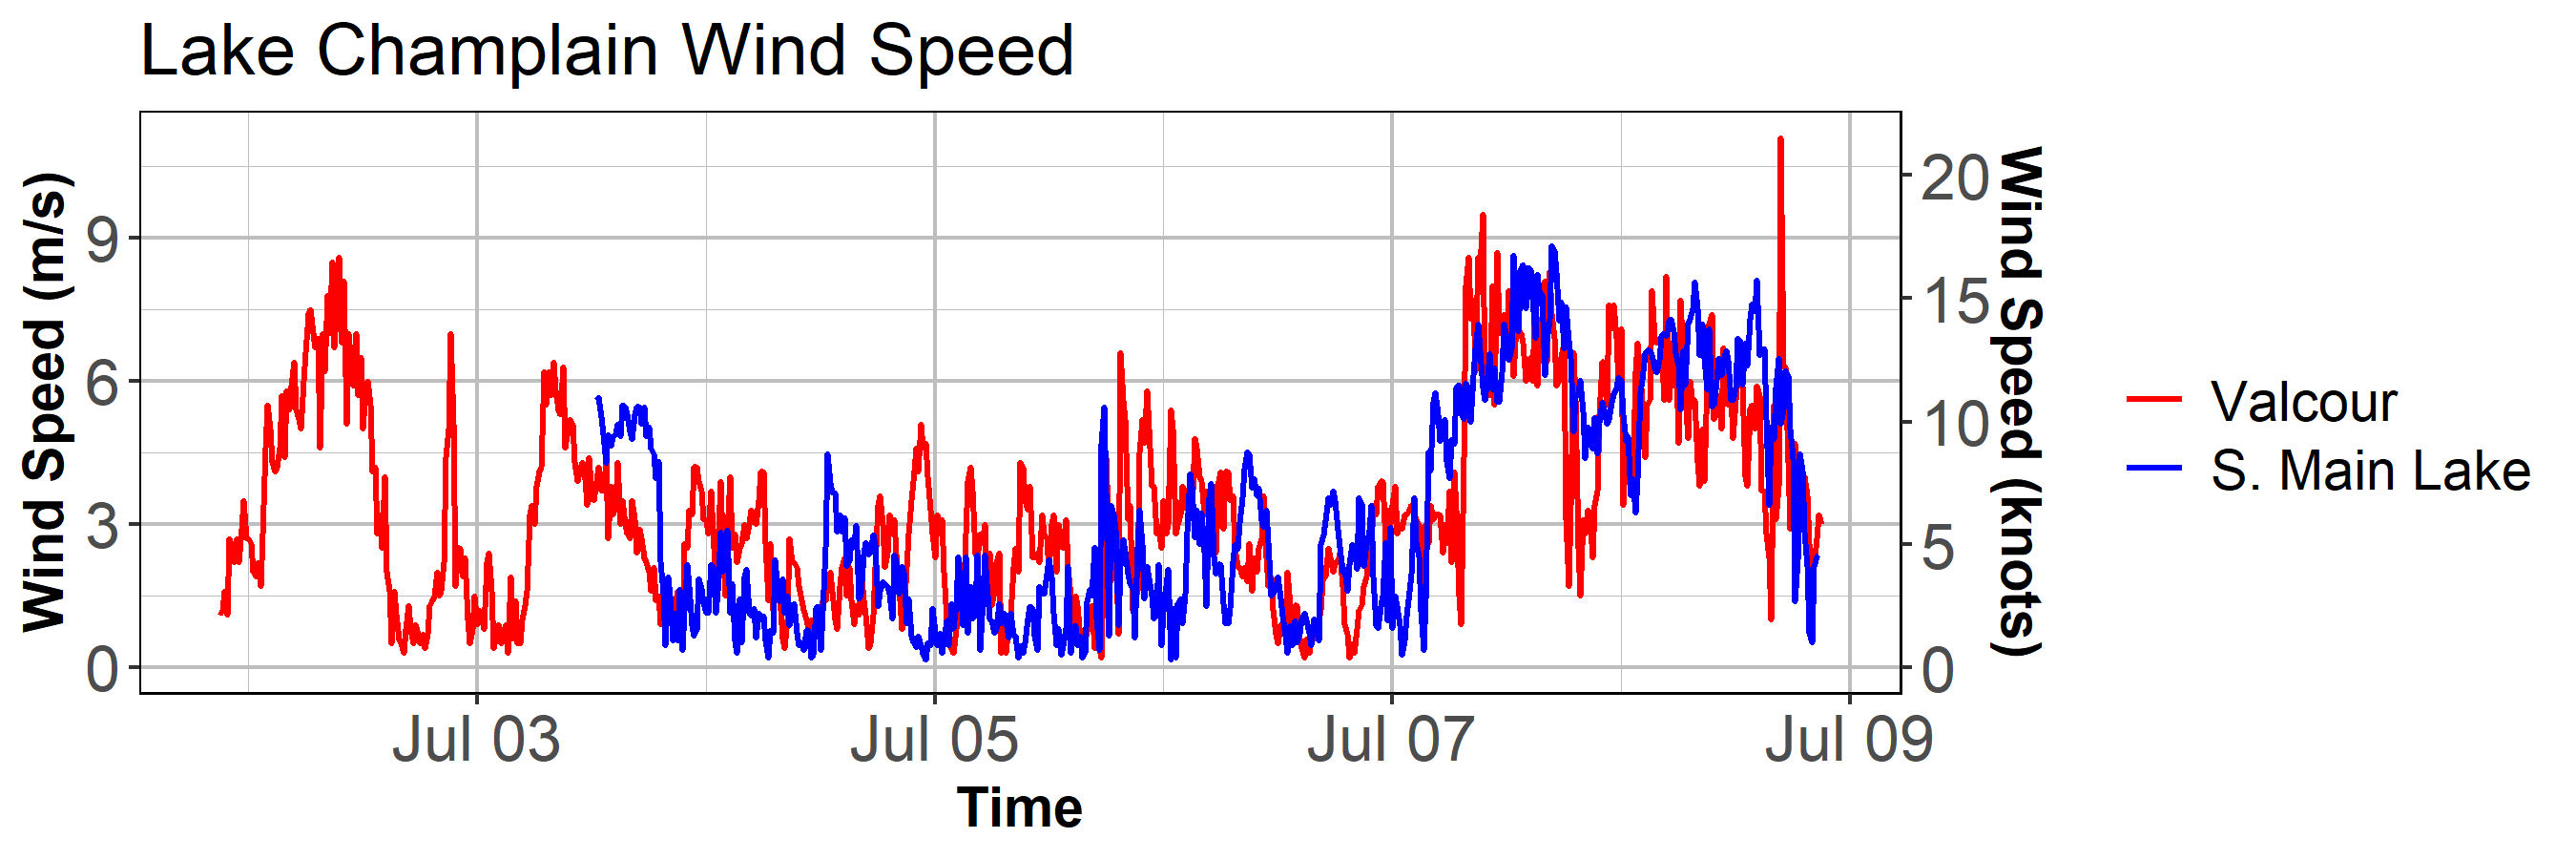 Lake Champlain Wind Speed
Wind Speed (m/s)
9
6
3
0
20
15
10
5
0
Wind Speed (knots)
Jul 03
Jul 05
Jul 07
Jul 09
Time
Valcour
S. Main Lake